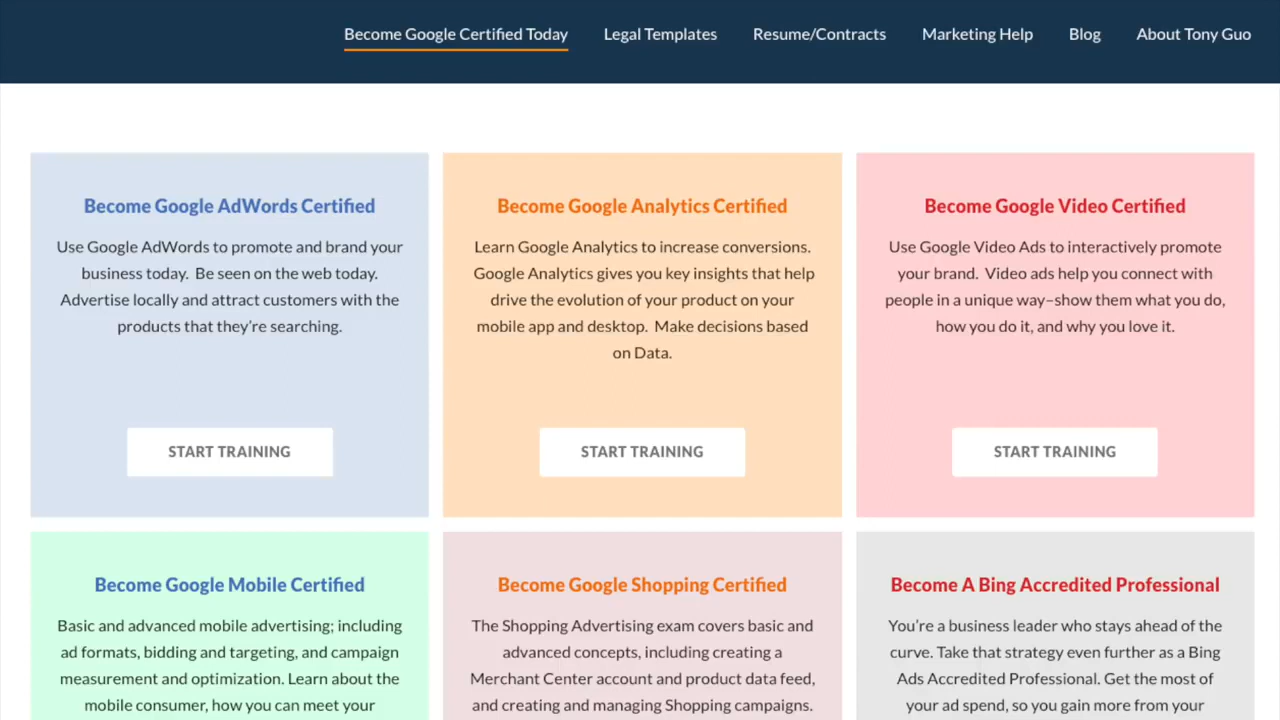 Become Google Certified Today
Legal Templates
Resume/Contracts
Marketing Help
Blog
About Tony Guo
Become Google AdWords Certified
Use Google AdWords to promote and brand your
business today.  Be seen on the web today.
Advertise locally and attract customers with the
products that they’re searching.
START TRAINING
Become Google Analytics Certified
Learn Google Analytics to increase conversions.
Google Analytics gives you key insights that help
drive the evolution of your product on your
mobile app and desktop.  Make decisions based
on Data.
START TRAINING
Become Google Video Certified
Use Google Video Ads to interactively promote
your brand.  Video ads help you connect with
people in a unique way–show them what you do,
how you do it, and why you love it.
START TRAINING
Become Google Mobile Certified
Basic and advanced mobile advertising; including
ad formats, bidding and targeting, and campaign
measurement and optimization. Learn about the
mobile consumer, how you can meet your
Become Google Shopping Certified
The Shopping Advertising exam covers basic and
advanced concepts, including creating a
Merchant Center account and product data feed,
and creating and managing Shopping campaigns.
Become A Bing Accredited Professional
You’re a business leader who stays ahead of the
curve. Take that strategy even further as a Bing
Ads Accredited Professional. Get the most of
your ad spend, so you gain more from your